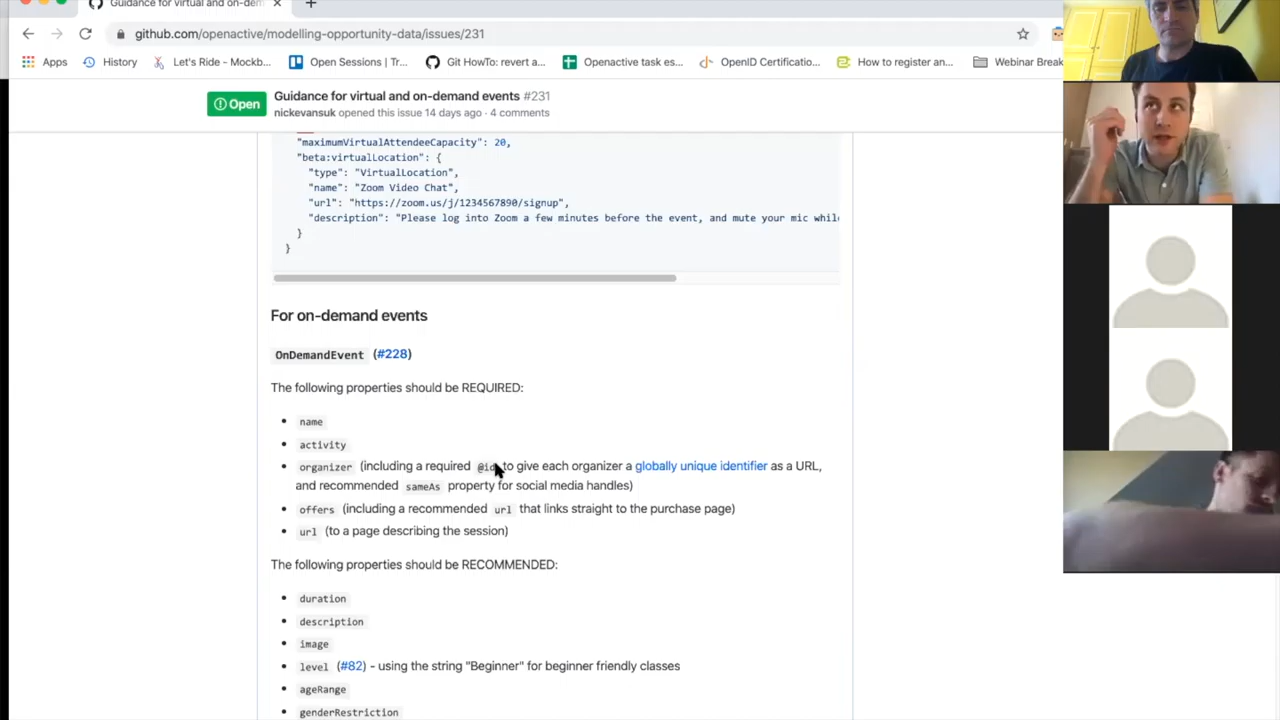 Guidance for virtual and on-dem
github.com/openactive/modelling-opportunity-data/issues/231
Apps History Let's Ride - Mockb... Open Sessions | Tr... Git HowTo: revert a... Openactive task es... OpenID Certificatio... How to register an... Webinar Break
Open Guidance for virtual and on-demand events #231
nickevansuk opened this issue 14 days ago · 4 comments
"maximumVirtualAttendeeCapacity": 20,
"beta:virtualLocation": {
"type": "VirtualLocation",
"name": "Zoom Video Chat",
"url": "https://zoom.us/j/1234567890/signup",
"description": "Please log into Zoom a few minutes before the event, and mute your mic while
}
}
For on-demand events
OnDemandEvent (#228)
The following properties should be REQUIRED:
• name
• activity
• organizer (including a required @id to give each organizer a globally unique identifier as a URL,
and recommended sameAs property for social media handles)
• offers (including a recommended url that links straight to the purchase page)
• url (to a page describing the session)
The following properties should be RECOMMENDED:
• duration
• description
• image
• level (#82) - using the string "Beginner" for beginner friendly classes
• ageRange
• genderRestriction